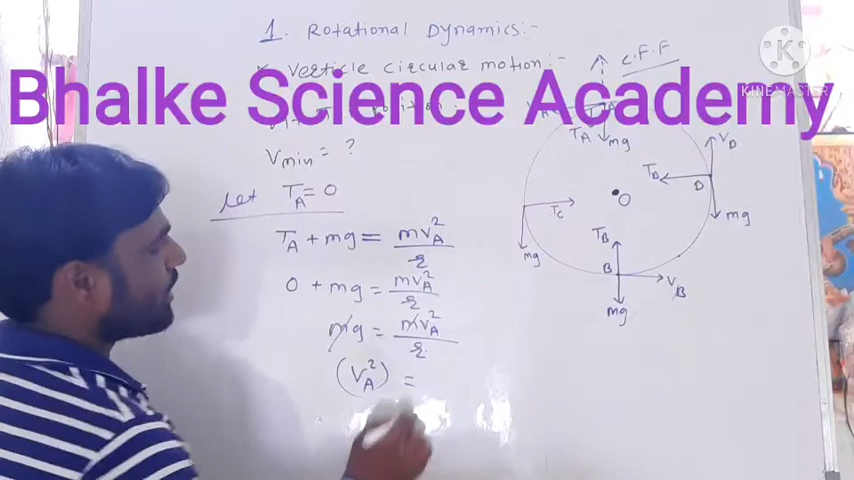 1. Rotational Dynamics:-
* Verticle circular motion:-
C.F.F
Bhalke Science Academy
KINEMASTER
TA mg
Vmin = ?
Let TA = 0
TA + mg = mvA²/r
0 + mg = mvA²/r
mg = mvA²/r
(VA²) =
VD
TD D
mg
O
TC
mg
TB
B VB
mg